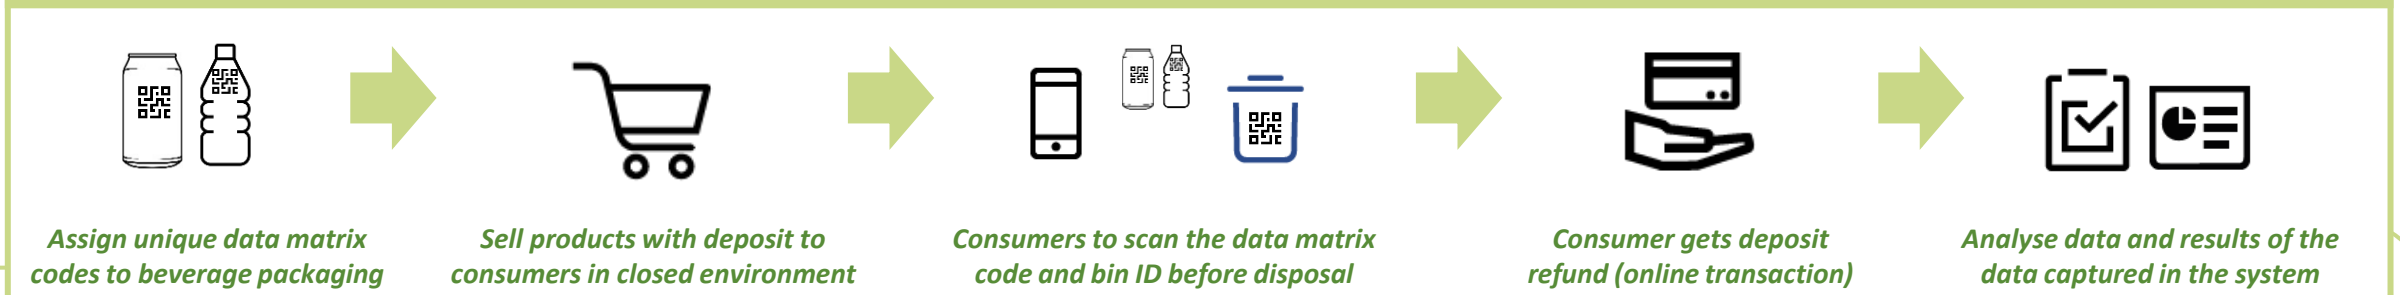 Assign unique data matrix
codes to beverage packaging
Sell products with deposit to
consumers in closed environment
Consumers to scan the data matrix
code and bin ID before disposal
Consumer gets deposit
refund (online transaction)
Analyse data and results of the
data captured in the system